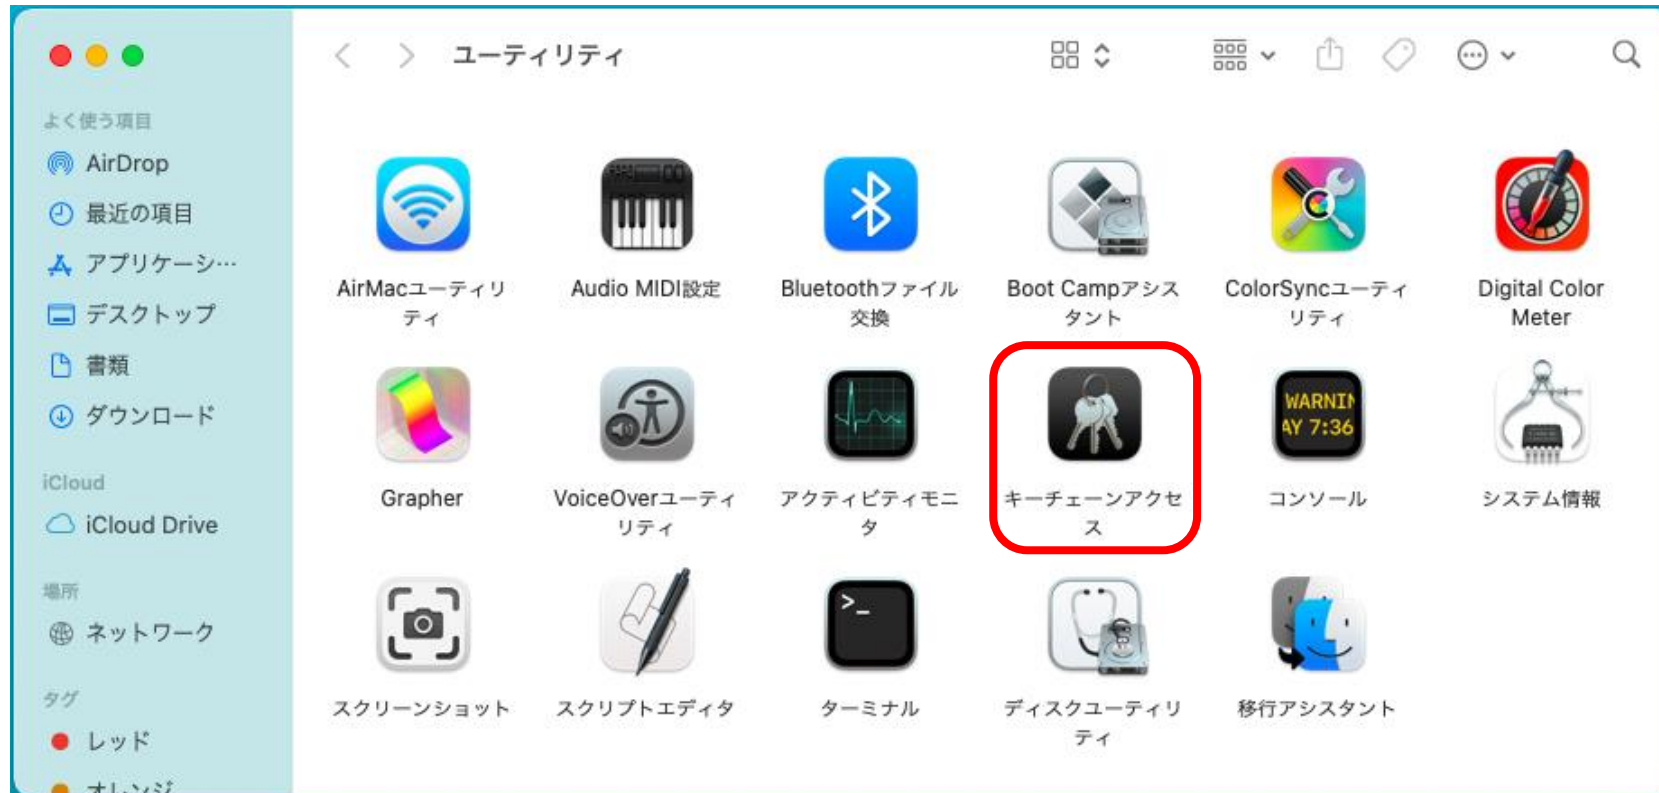 ユーティリティ
よく使う項目
AirDrop
最近の項目
アプリケーシ…
デスクトップ
書類
ダウンロード
iCloud
iCloud Drive
場所
ネットワーク
タグ
レッド
オレンジ
AirMacユーティリ
ティ
Audio MIDI設定
Bluetoothファイル
交換
Boot Campアシス
タント
ColorSyncユーティ
リティ
Digital Color
Meter
Grapher
VoiceOverユーティ
リティ
アクティビティモニ
タ
キーチェーンアクセ
ス
WARNIN
AY 7:36
コンソール
システム情報
スクリーンショット
スクリプトエディタ
>_
ターミナル
ディスクユーティリ
ティ
移行アシスタント